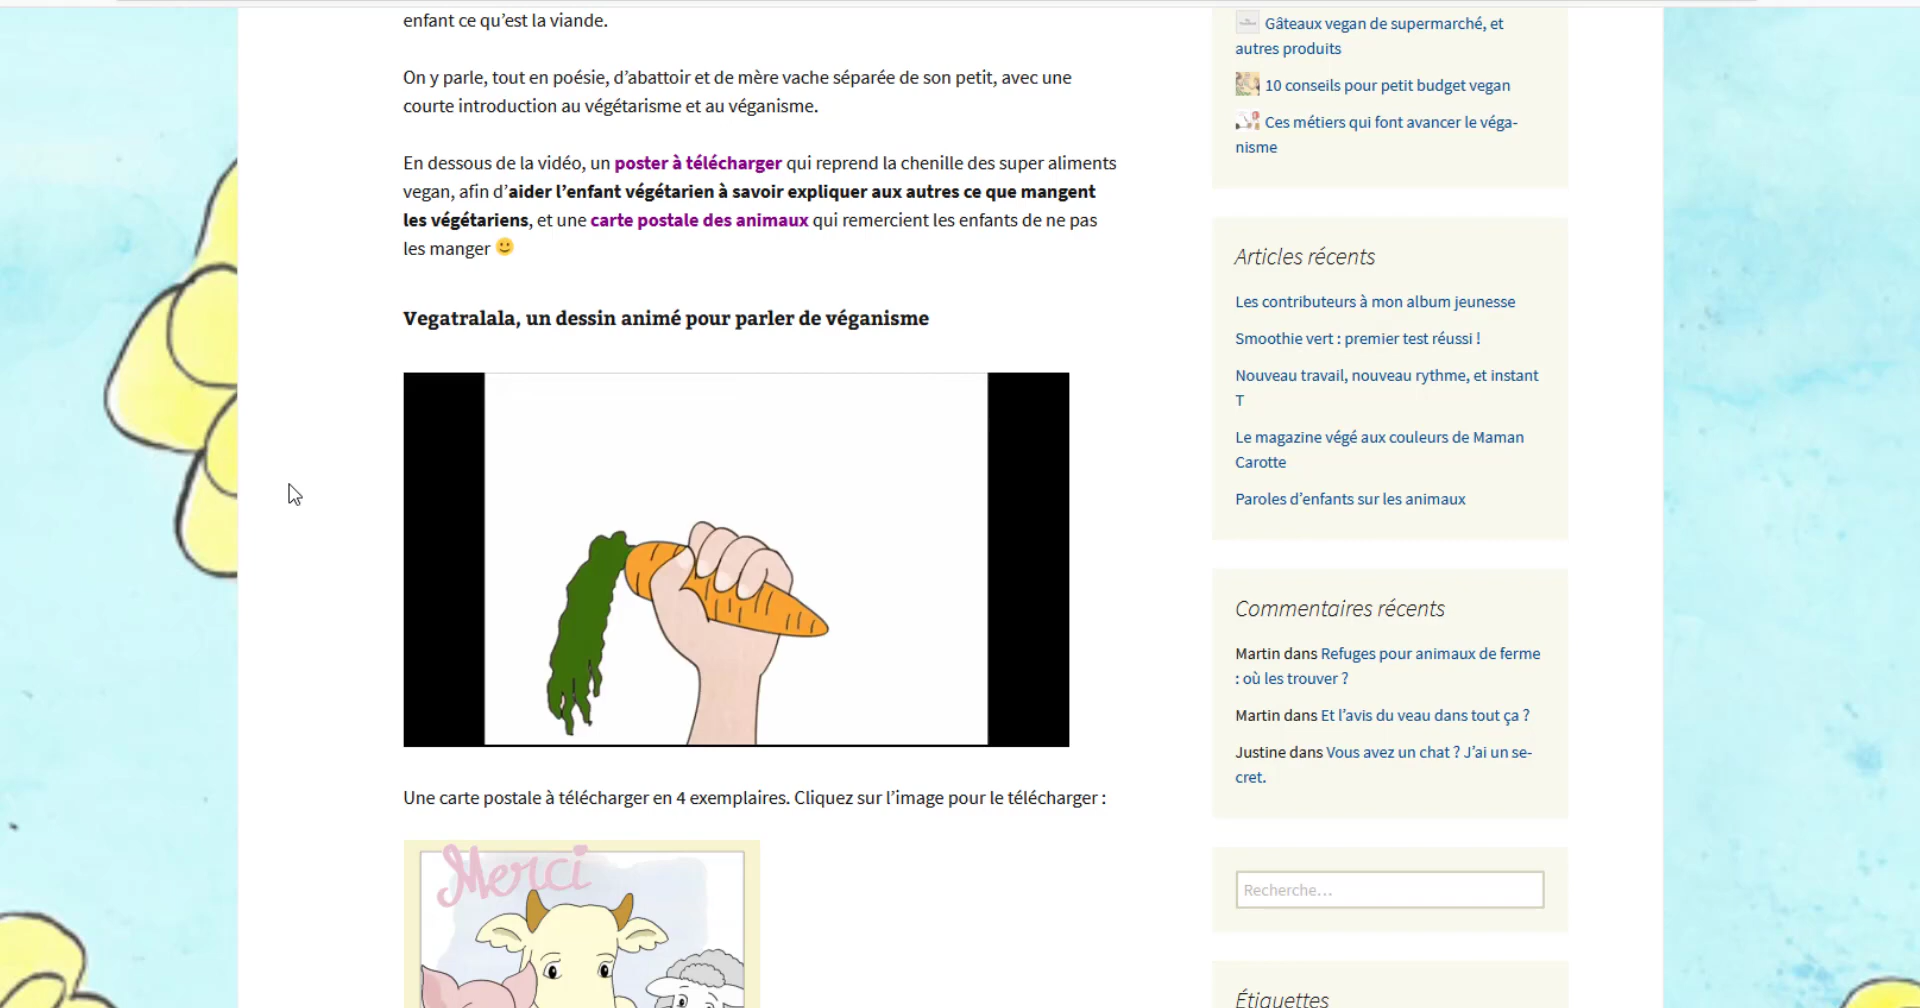 enfant ce qu’est la viande.
On y parle, tout en poésie, d’abattoir et de mère vache séparée de son petit, avec une
courte introduction au végétarisme et au véganisme.
En dessous de la vidéo, un poster à télécharger qui reprend la chenille des super aliments
vegan, afin d’aider l’enfant végétarien à savoir expliquer aux autres ce que mangent
les végétariens, et une carte postale des animaux qui remercient les enfants de ne pas
les manger
Vegatralala, un dessin animé pour parler de véganisme
Une carte postale à télécharger en 4 exemplaires. Cliquez sur l’image pour le télécharger :
Merci
Gâteaux vegan de supermarché, et
autres produits
10 conseils pour petit budget vegan
Ces métiers qui font avancer le véga-
nisme
Articles récents
Les contributeurs à mon album jeunesse
Smoothie vert : premier test réussi !
Nouveau travail, nouveau rythme, et instant
T
Le magazine végé aux couleurs de Maman
Carotte
Paroles d’enfants sur les animaux
Commentaires récents
Martin dans Refuges pour animaux de ferme
: où les trouver ?
Martin dans Et l’avis du veau dans tout ça ?
Justine dans Vous avez un chat ? J’ai un se-
cret.
Recherche…
Étiquettes